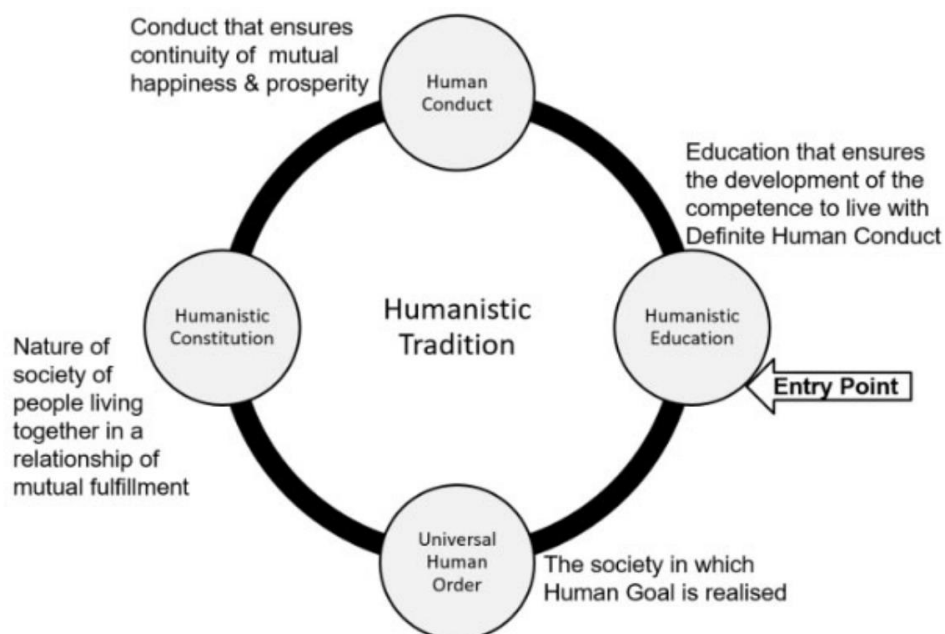 Conduct that ensures
continuity of mutual
happiness & prosperity
Human
Conduct
Education that ensures
the development of the
competence to live with
Definite Human Conduct
Humanistic
Constitution
Humanistic
Tradition
Humanistic
Education
Entry Point
Nature of
society of
people living
together in a
relationship of
mutual fulfillment
Universal
Human
Order
The society in which
Human Goal is realised